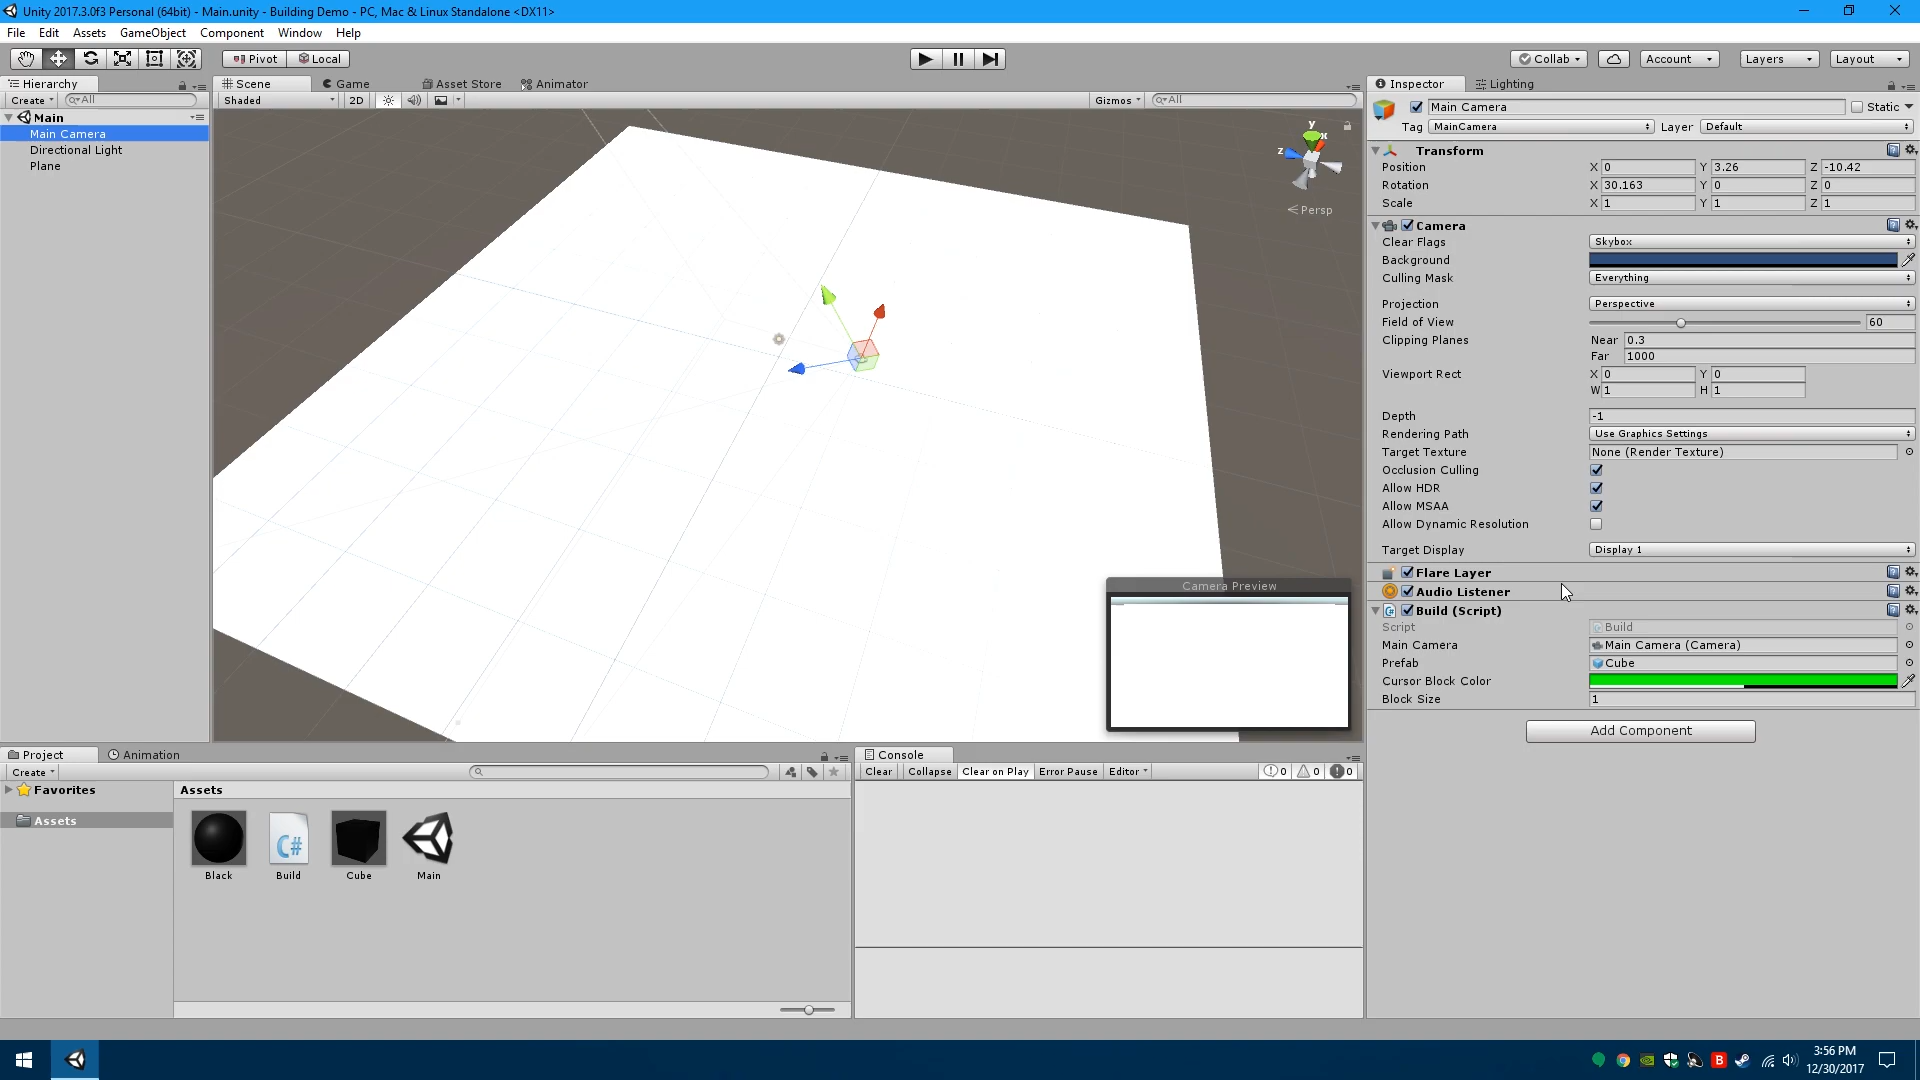 Unity 2017.3.0f3 Personal (64bit) - Main.unity - Building Demo - PC, Mac & Linux Standalone <DX11>
File Edit Assets GameObject Component Window Help
Pivot Local Collab Account Layers Layout
Hierarchy
Create All
Main
Main Camera
Directional Light
Plane
Scene Game Asset Store Animator
Shaded 2D Gizmos All
y
x
z
Persp
Camera Preview
Inspector Lighting
Main Camera Static
Tag MainCamera Layer Default
Transform
Position X 0 Y 3.26 Z -10.42
Rotation X 30.163 Y 0 Z 0
Scale X 1 Y 1 Z 1
Camera
Clear Flags Skybox
Background
Culling Mask Everything
Projection Perspective
Field of View 60
Clipping Planes Near 0.3
Far 1000
Viewport Rect X 0 Y 0
W 1 H 1
Depth -1
Rendering Path Use Graphics Settings
Target Texture None (Render Texture)
Occlusion Culling
Allow HDR
Allow MSAA
Allow Dynamic Resolution
Target Display Display 1
Flare Layer
Audio Listener
Build (Script)
Script Build
Main Camera Main Camera (Camera)
Prefab Cube
Cursor Block Color
Block Size 1
Add Component
Project Animation
Create
Favorites
Assets
Assets
C#
Black Build Cube Main
Console
Clear Collapse Clear on Play Error Pause Editor 0 0 0
B
3:56 PM
12/30/2017